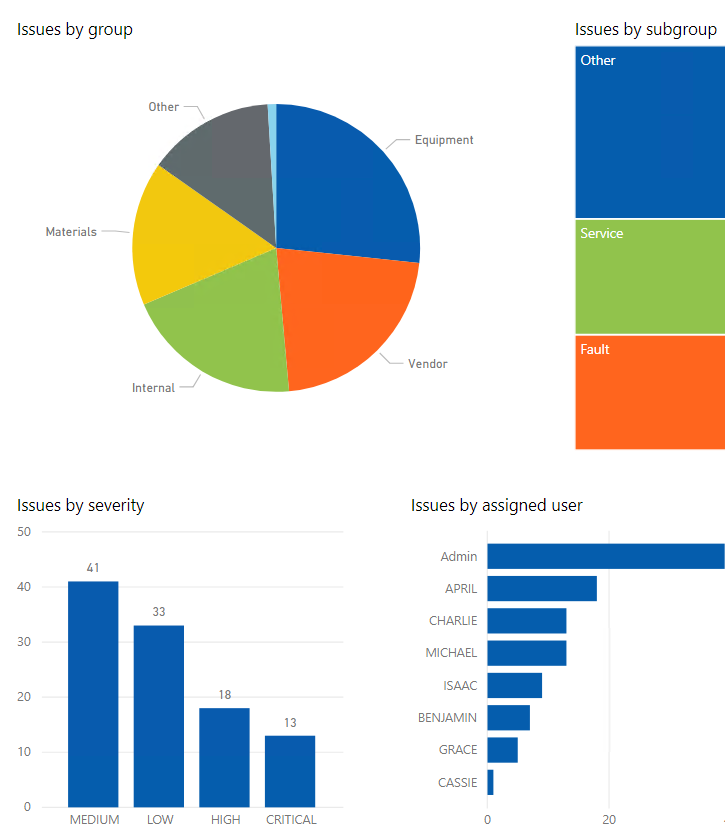 Issues by group
Issues by subgroup
Other
Equipment
Materials
Vendor
Internal
Other
Service
Fault
Issues by severity
50
40
30
20
10
0
41
33
18
13
MEDIUM
LOW
HIGH
CRITICAL
Issues by assigned user
Admin
APRIL
CHARLIE
MICHAEL
ISAAC
BENJAMIN
GRACE
CASSIE
0
20